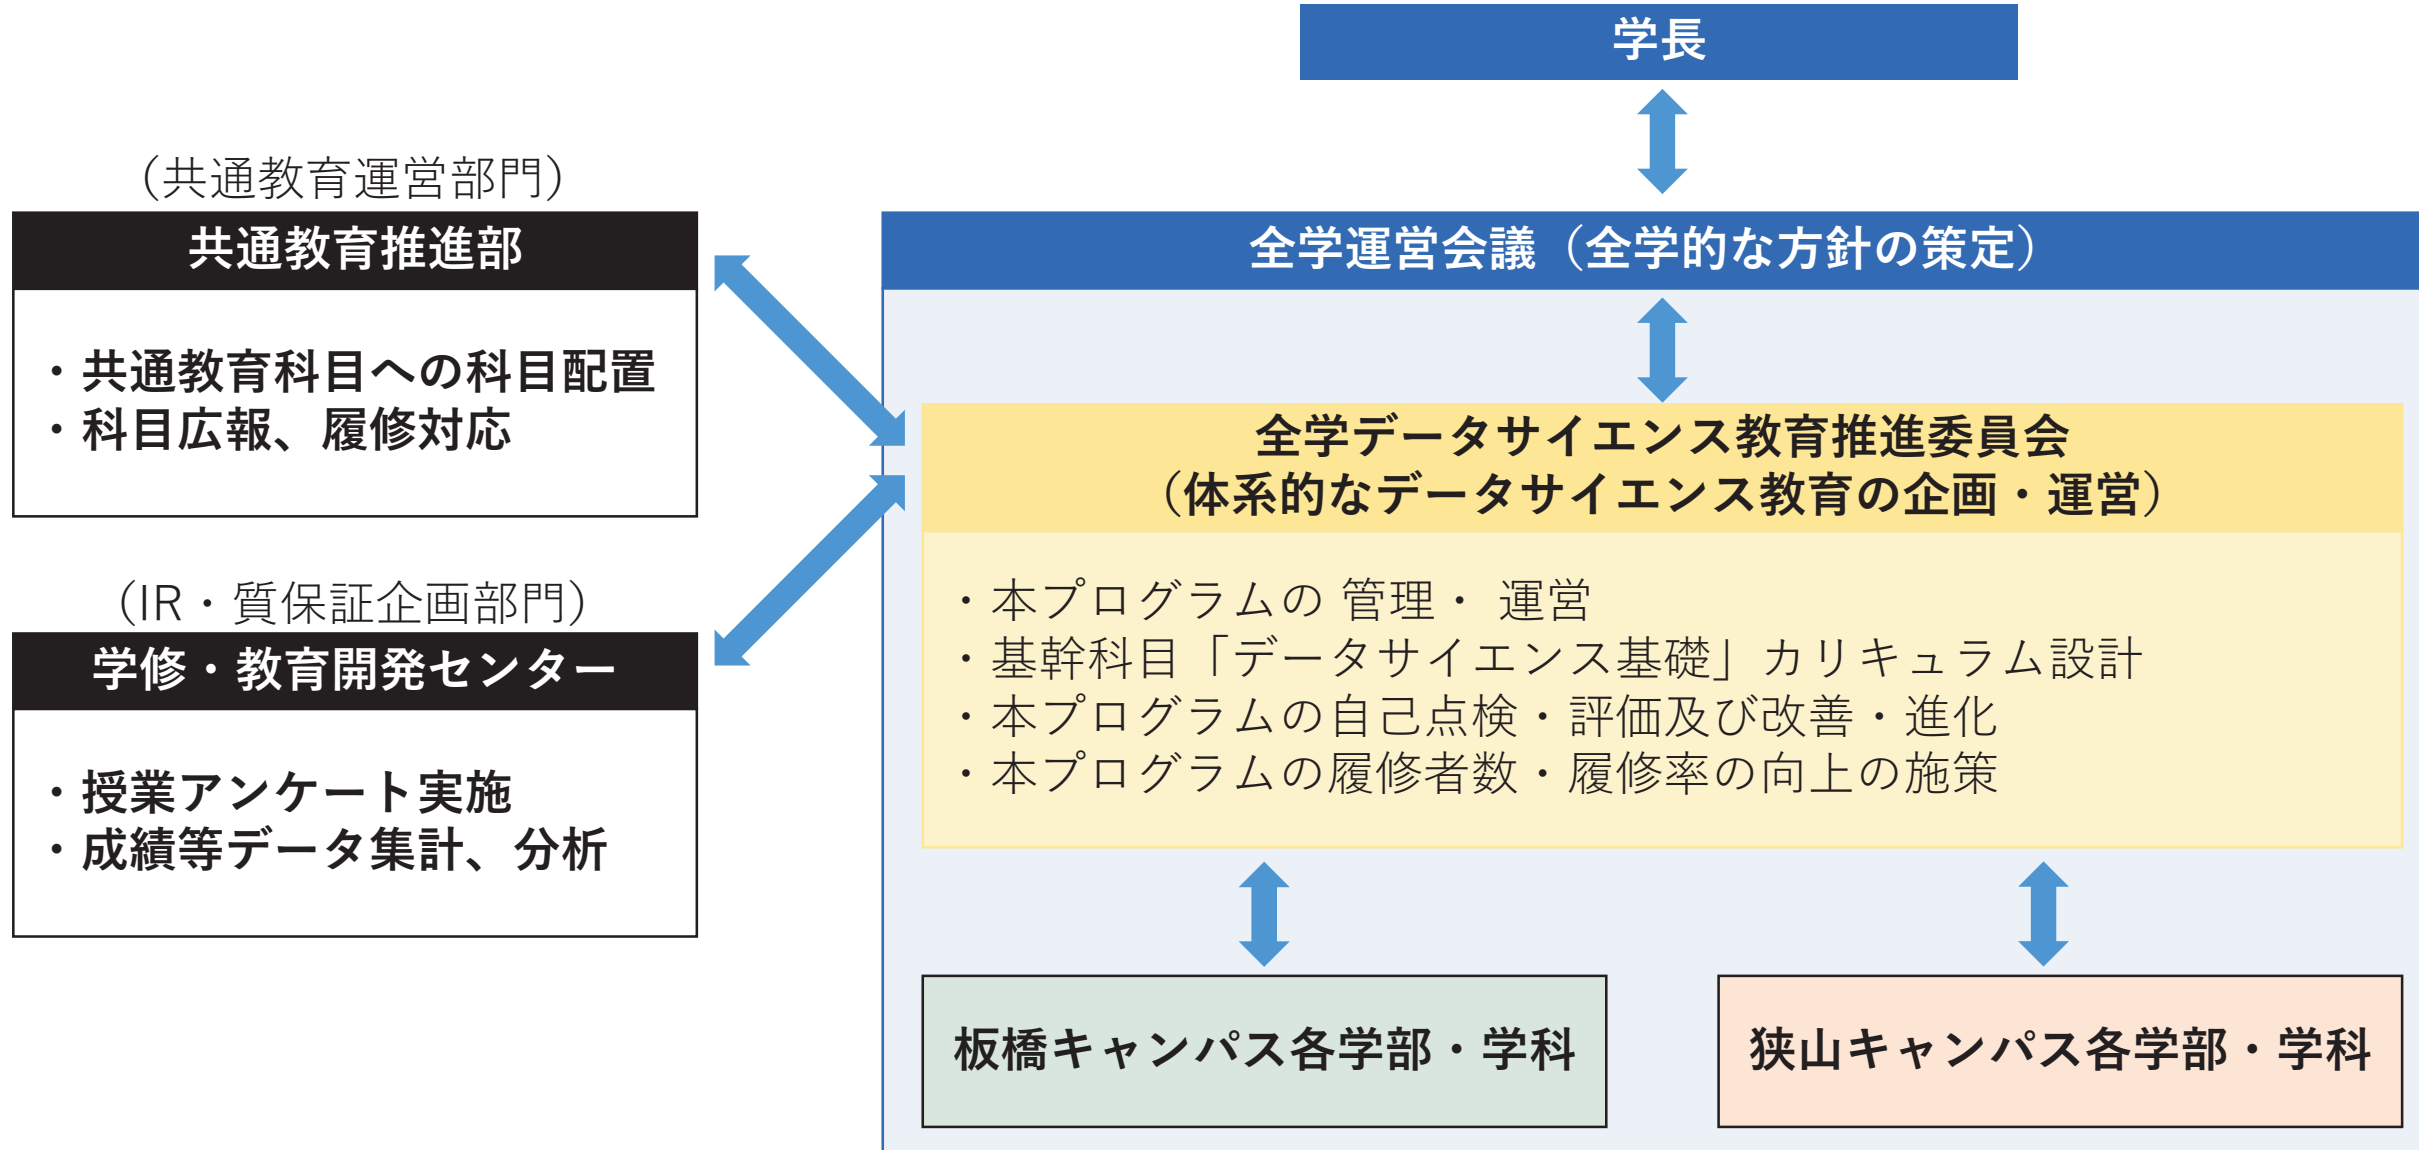 学長
（共通教育運営部門）
共通教育推進部
・共通教育科目への科目配置
・科目広報、履修対応
（IR・質保証企画部門）
学修・教育開発センター
・授業アンケート実施
・成績等データ集計、分析
全学運営会議（全学的な方針の策定）
全学データサイエンス教育推進委員会
（体系的なデータサイエンス教育の企画・運営）
・本プログラムの 管理・ 運営
・基幹科目「データサイエンス基礎」カリキュラム設計
・本プログラムの自己点検・評価及び改善・進化
・本プログラムの履修者数・履修率の向上の施策
板橋キャンパス各学部・学科
狭山キャンパス各学部・学科